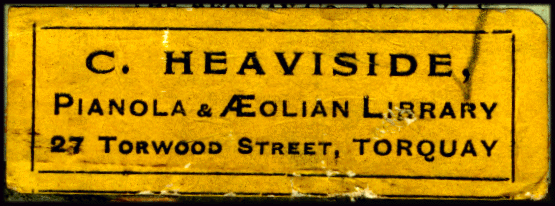 C. HEAVISIDE,
PIANOLA & ÆOLIAN LIBRARY
27 TORWOOD STREET, TORQUAY